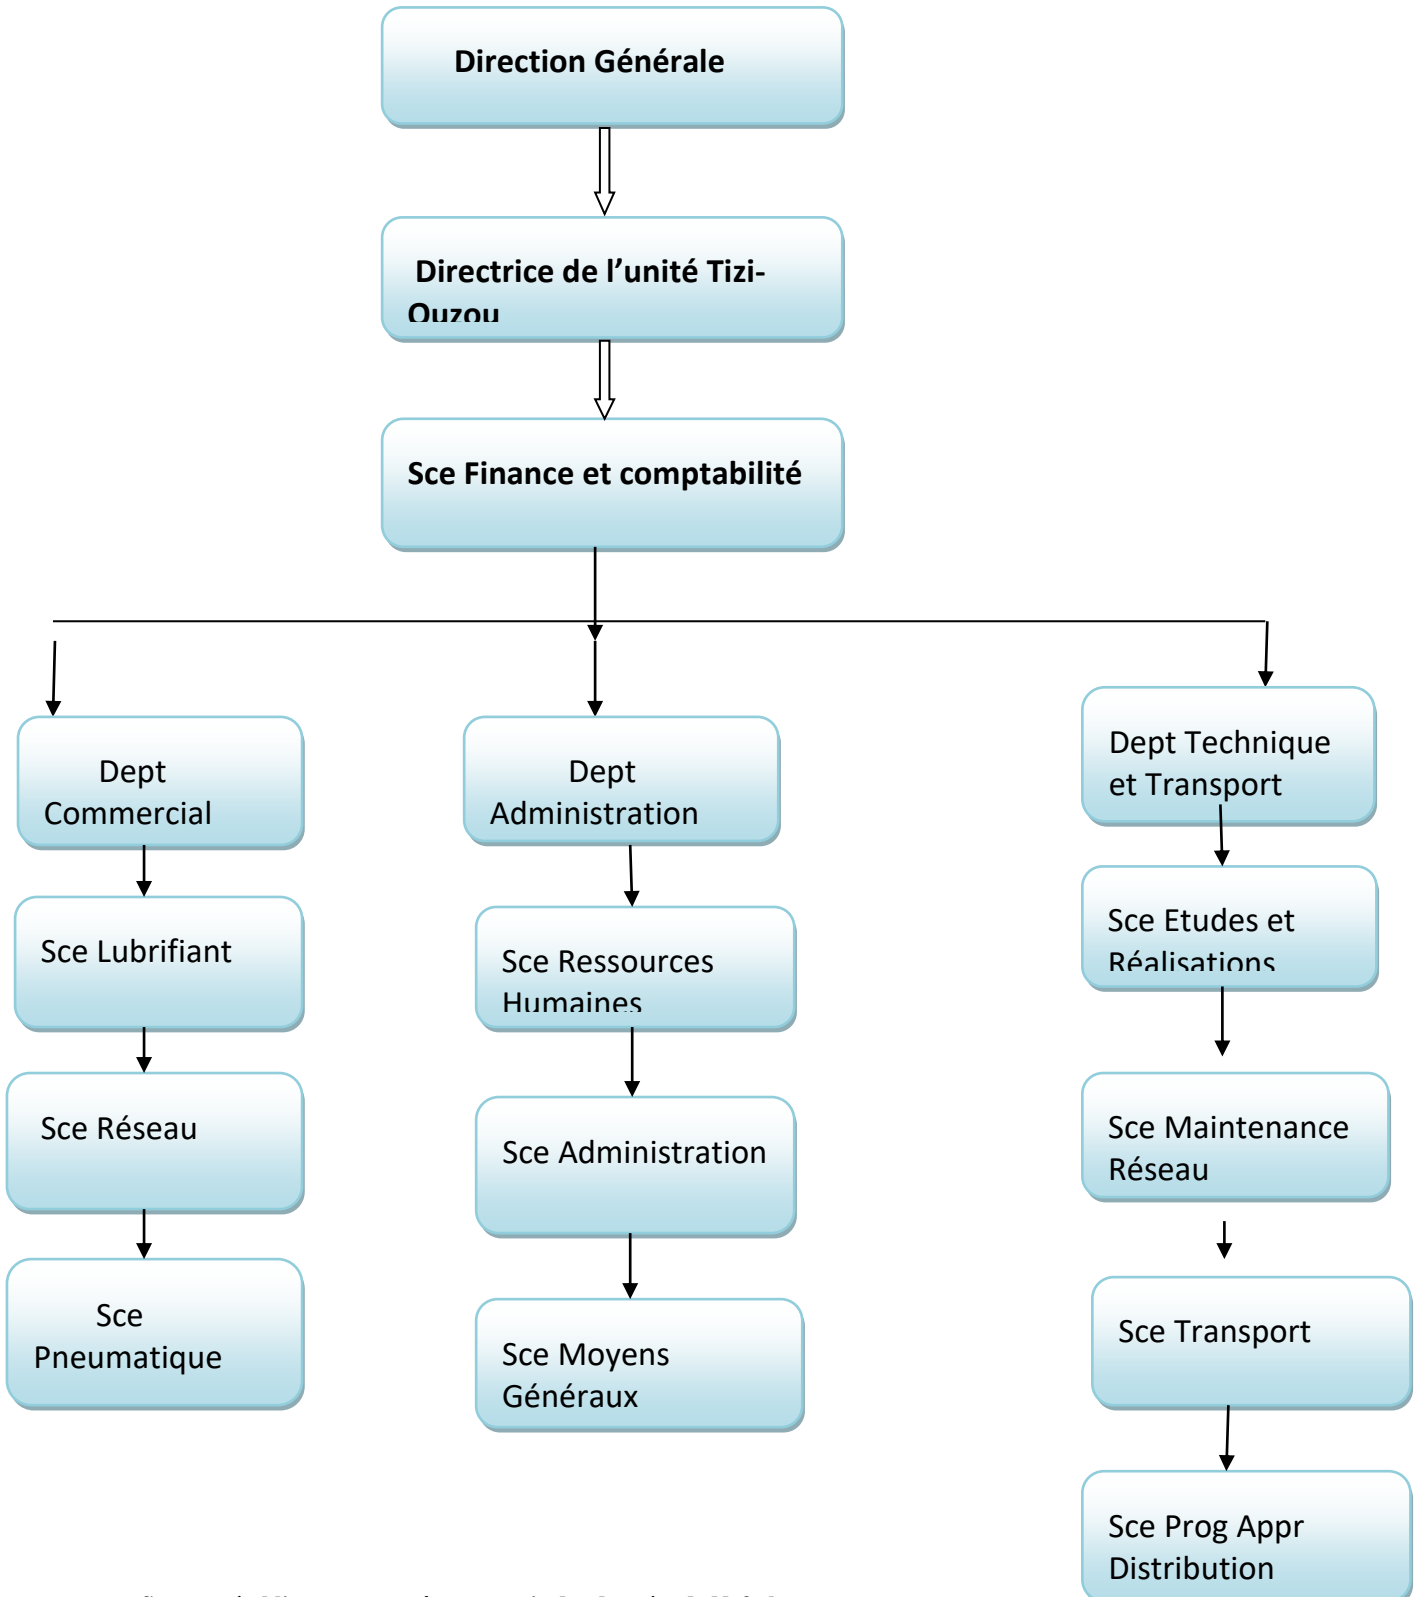 Direction Générale
Directrice de l’unité Tizi-
Ouzou
Sce Finance et comptabilité
Dept
Commercial
Sce Lubrifiant
Sce Réseau
Sce
Pneumatique
Dept
Administration
Sce Ressources
Humaines
Sce Administration
Sce Moyens
Généraux
Dept Technique
et Transport
Sce Etudes et
Réalisations
Sce Maintenance
Réseau
Sce Transport
Sce Prog Appr
Distribution